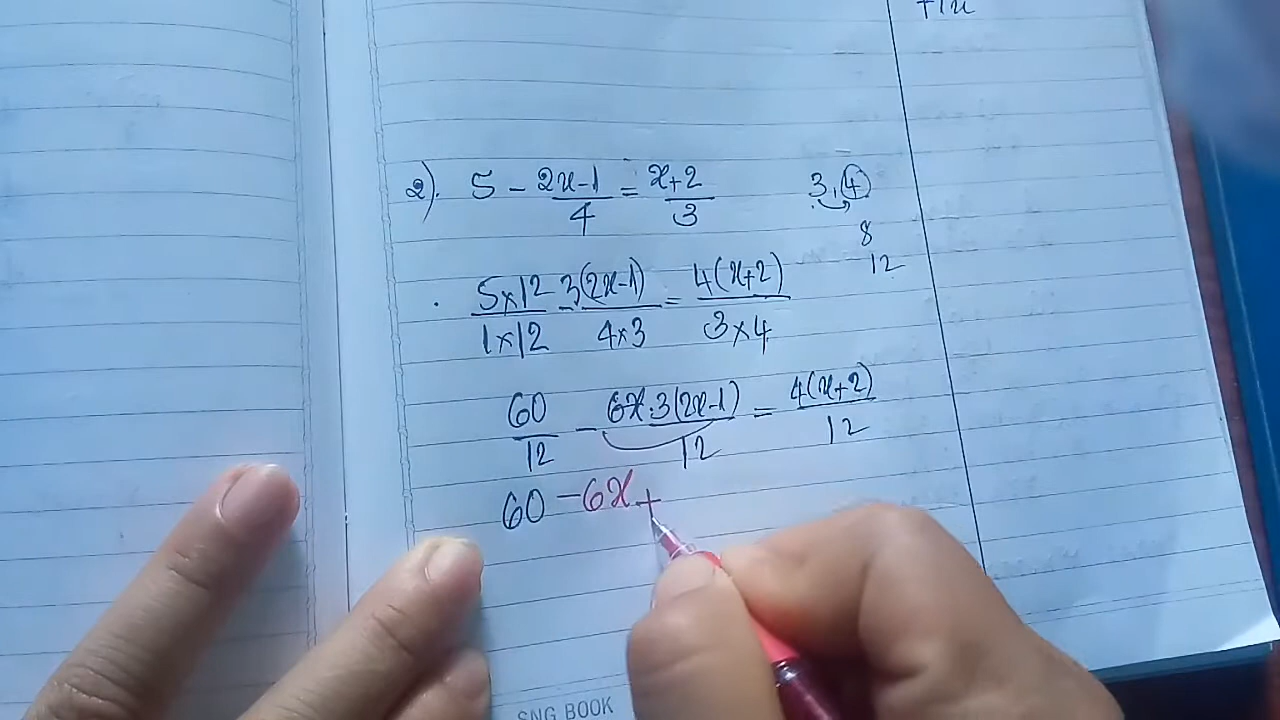 2). 5 - 2x-1/4 = x+2/3 3,4
8
12
. 5x12/1x12 - 3(2x-1)/4x3 = 4(x+2)/3x4
60/12 - 6x.3(2x-1)/12 = 4(x+2)/12
60 -6x+
SNG BOOK